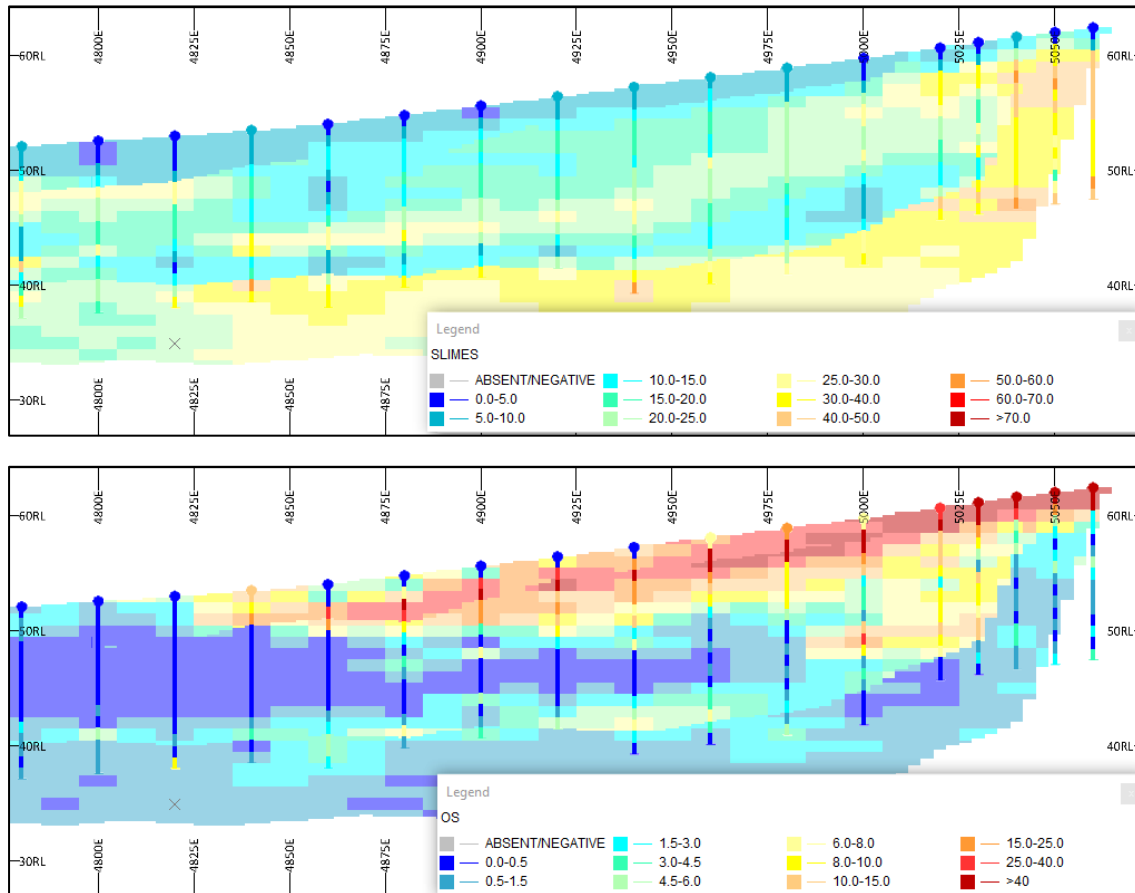 4800E 4825E 4850E 4875E 4900E 4925E 4950E 4975E 5000E 5025E 5050E
60RL 60RL
50RL 50RL
40RL 40RL
30RL
4800E 4825E 4850E 4875E
Legend
SLIMES
ABSENT/NEGATIVE 10.0-15.0 25.0-30.0 50.0-60.0
0.0-5.0 15.0-20.0 30.0-40.0 60.0-70.0
5.0-10.0 20.0-25.0 40.0-50.0 >70.0
4800E 4825E 4850E 4875E 4900E 4925E 4950E 4975E 5000E 5025E 5050E
60RL 60RL
50RL 50RL
40RL 40RL
30RL
4800E 4825E 4850E 4875E
Legend
OS
ABSENT/NEGATIVE 1.5-3.0 6.0-8.0 15.0-25.0
0.0-0.5 3.0-4.5 8.0-10.0 25.0-40.0
0.5-1.5 4.5-6.0 10.0-15.0 >40